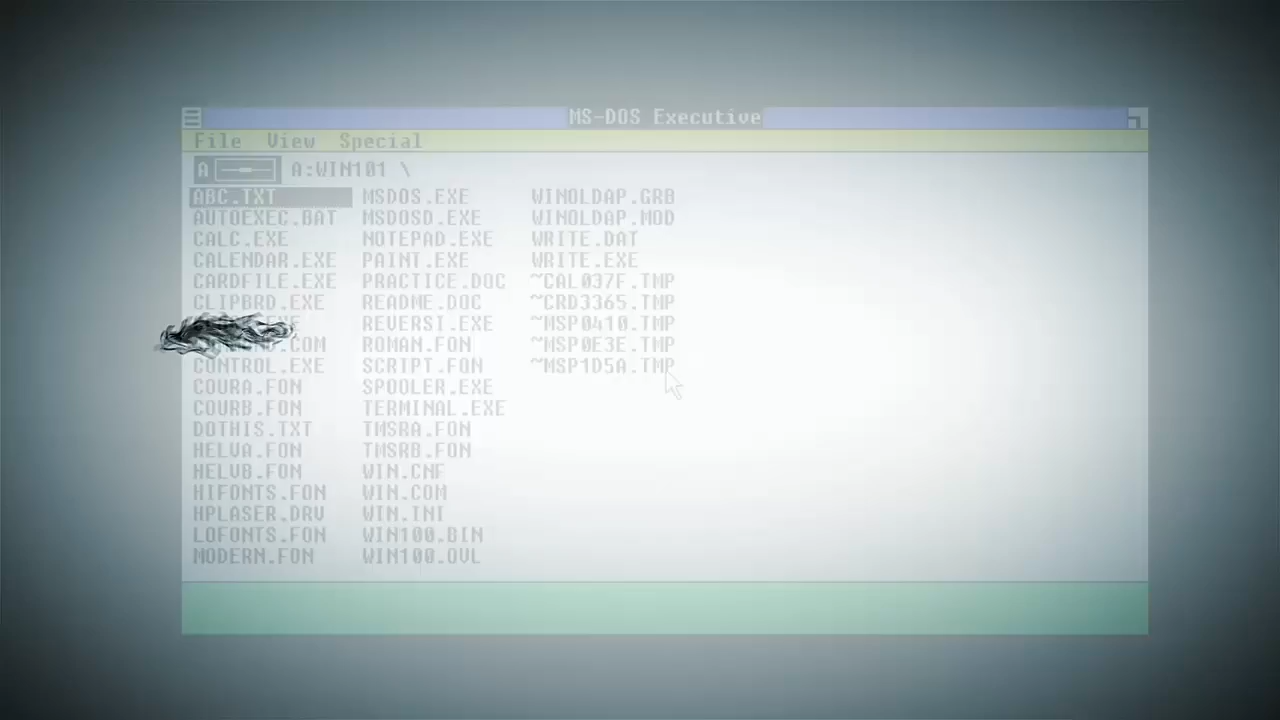 MS-DOS Executive
File View Special
A A:WIN101 \
ABC.TXT MSDOS.EXE WINOLDAP.GRB
AUTOEXEC.BAT MSDOSD.EXE WINOLDAP.MOD
CALC.EXE NOTEPAD.EXE WRITE.DAT
CALENDAR.EXE PAINT.EXE WRITE.EXE
CARDFILE.EXE PRACTICE.DOC ~CAL037F.TMP
CLIPBRD.EXE README.DOC ~CRD3365.TMP
REVERSI.EXE ~MSP0410.TMP
ROMAN.FON ~MSP0E3E.TMP
CONTROL.EXE SCRIPT.FON ~MSP1D5A.TMP
COURA.FON SPOOLER.EXE
COURB.FON TERMINAL.EXE
DOTHIS.TXT TMSRA.FON
HELVA.FON TMSRB.FON
HELVB.FON WIN.CNF
HIFONTS.FON WIN.COM
HPLASER.DRV WIN.INI
LOFONTS.FON WIN100.BIN
MODERN.FON WIN100.OVL